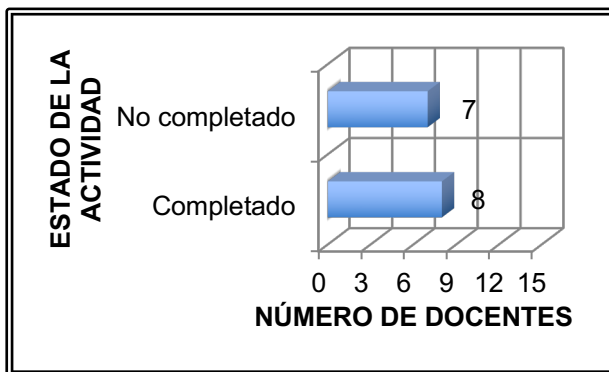 ESTADO DE LA
ACTIVIDAD
No completado
7
Completado
8
0 3 6 9 12 15
NÚMERO DE DOCENTES